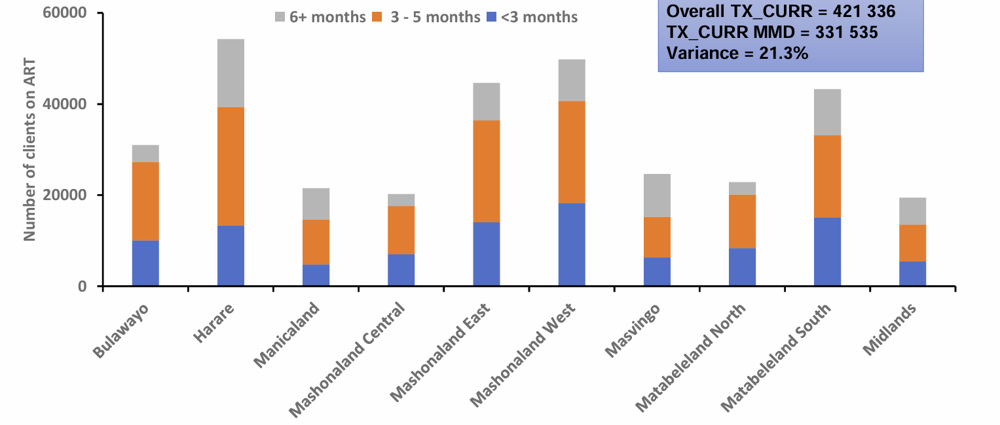 60000
40000
20000
0
Number of clients on ART
6+ months 3 - 5 months <3 months
Overall TX_CURR = 421 336
TX_CURR MMD = 331 535
Variance = 21.3%
Bulawayo
Harare
Manicaland
Mashonaland Central
Mashonaland East
Mashonaland West
Masvingo
Matabeleland North
Matabeleland South
Midlands